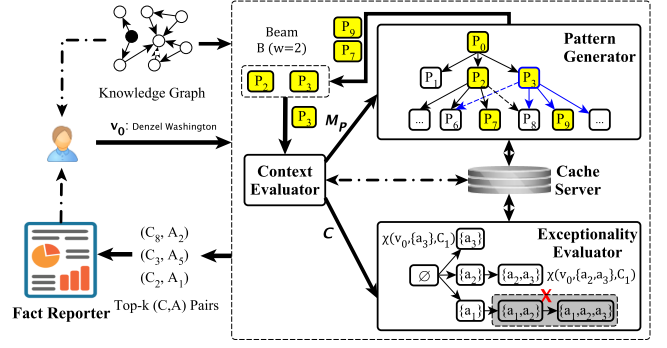 Knowledge Graph
v₀: Denzel Washington
(C₈, A₂)
(C₃, A₅)
(C₂, A₁)
Top-k (C,A) Pairs
Fact Reporter
Beam
B (w=2)
P₉
P₇
P₂
P₃
P₃
M_P
Context
Evaluator
C
Pattern
Generator
P₀
P₁
P₂
P₃
...
P₆
P₇
P₈
P₉
...
Cache
Server
Exceptionality
Evaluator
χ(v₀,{a₃},C₁)
{a₃}
∅
{a₂}
{a₂,a₃}
χ(v₀,{a₂,a₃},C₁)
{a₁}
{a₁,a₂}
X
{a₁,a₂,a₃}